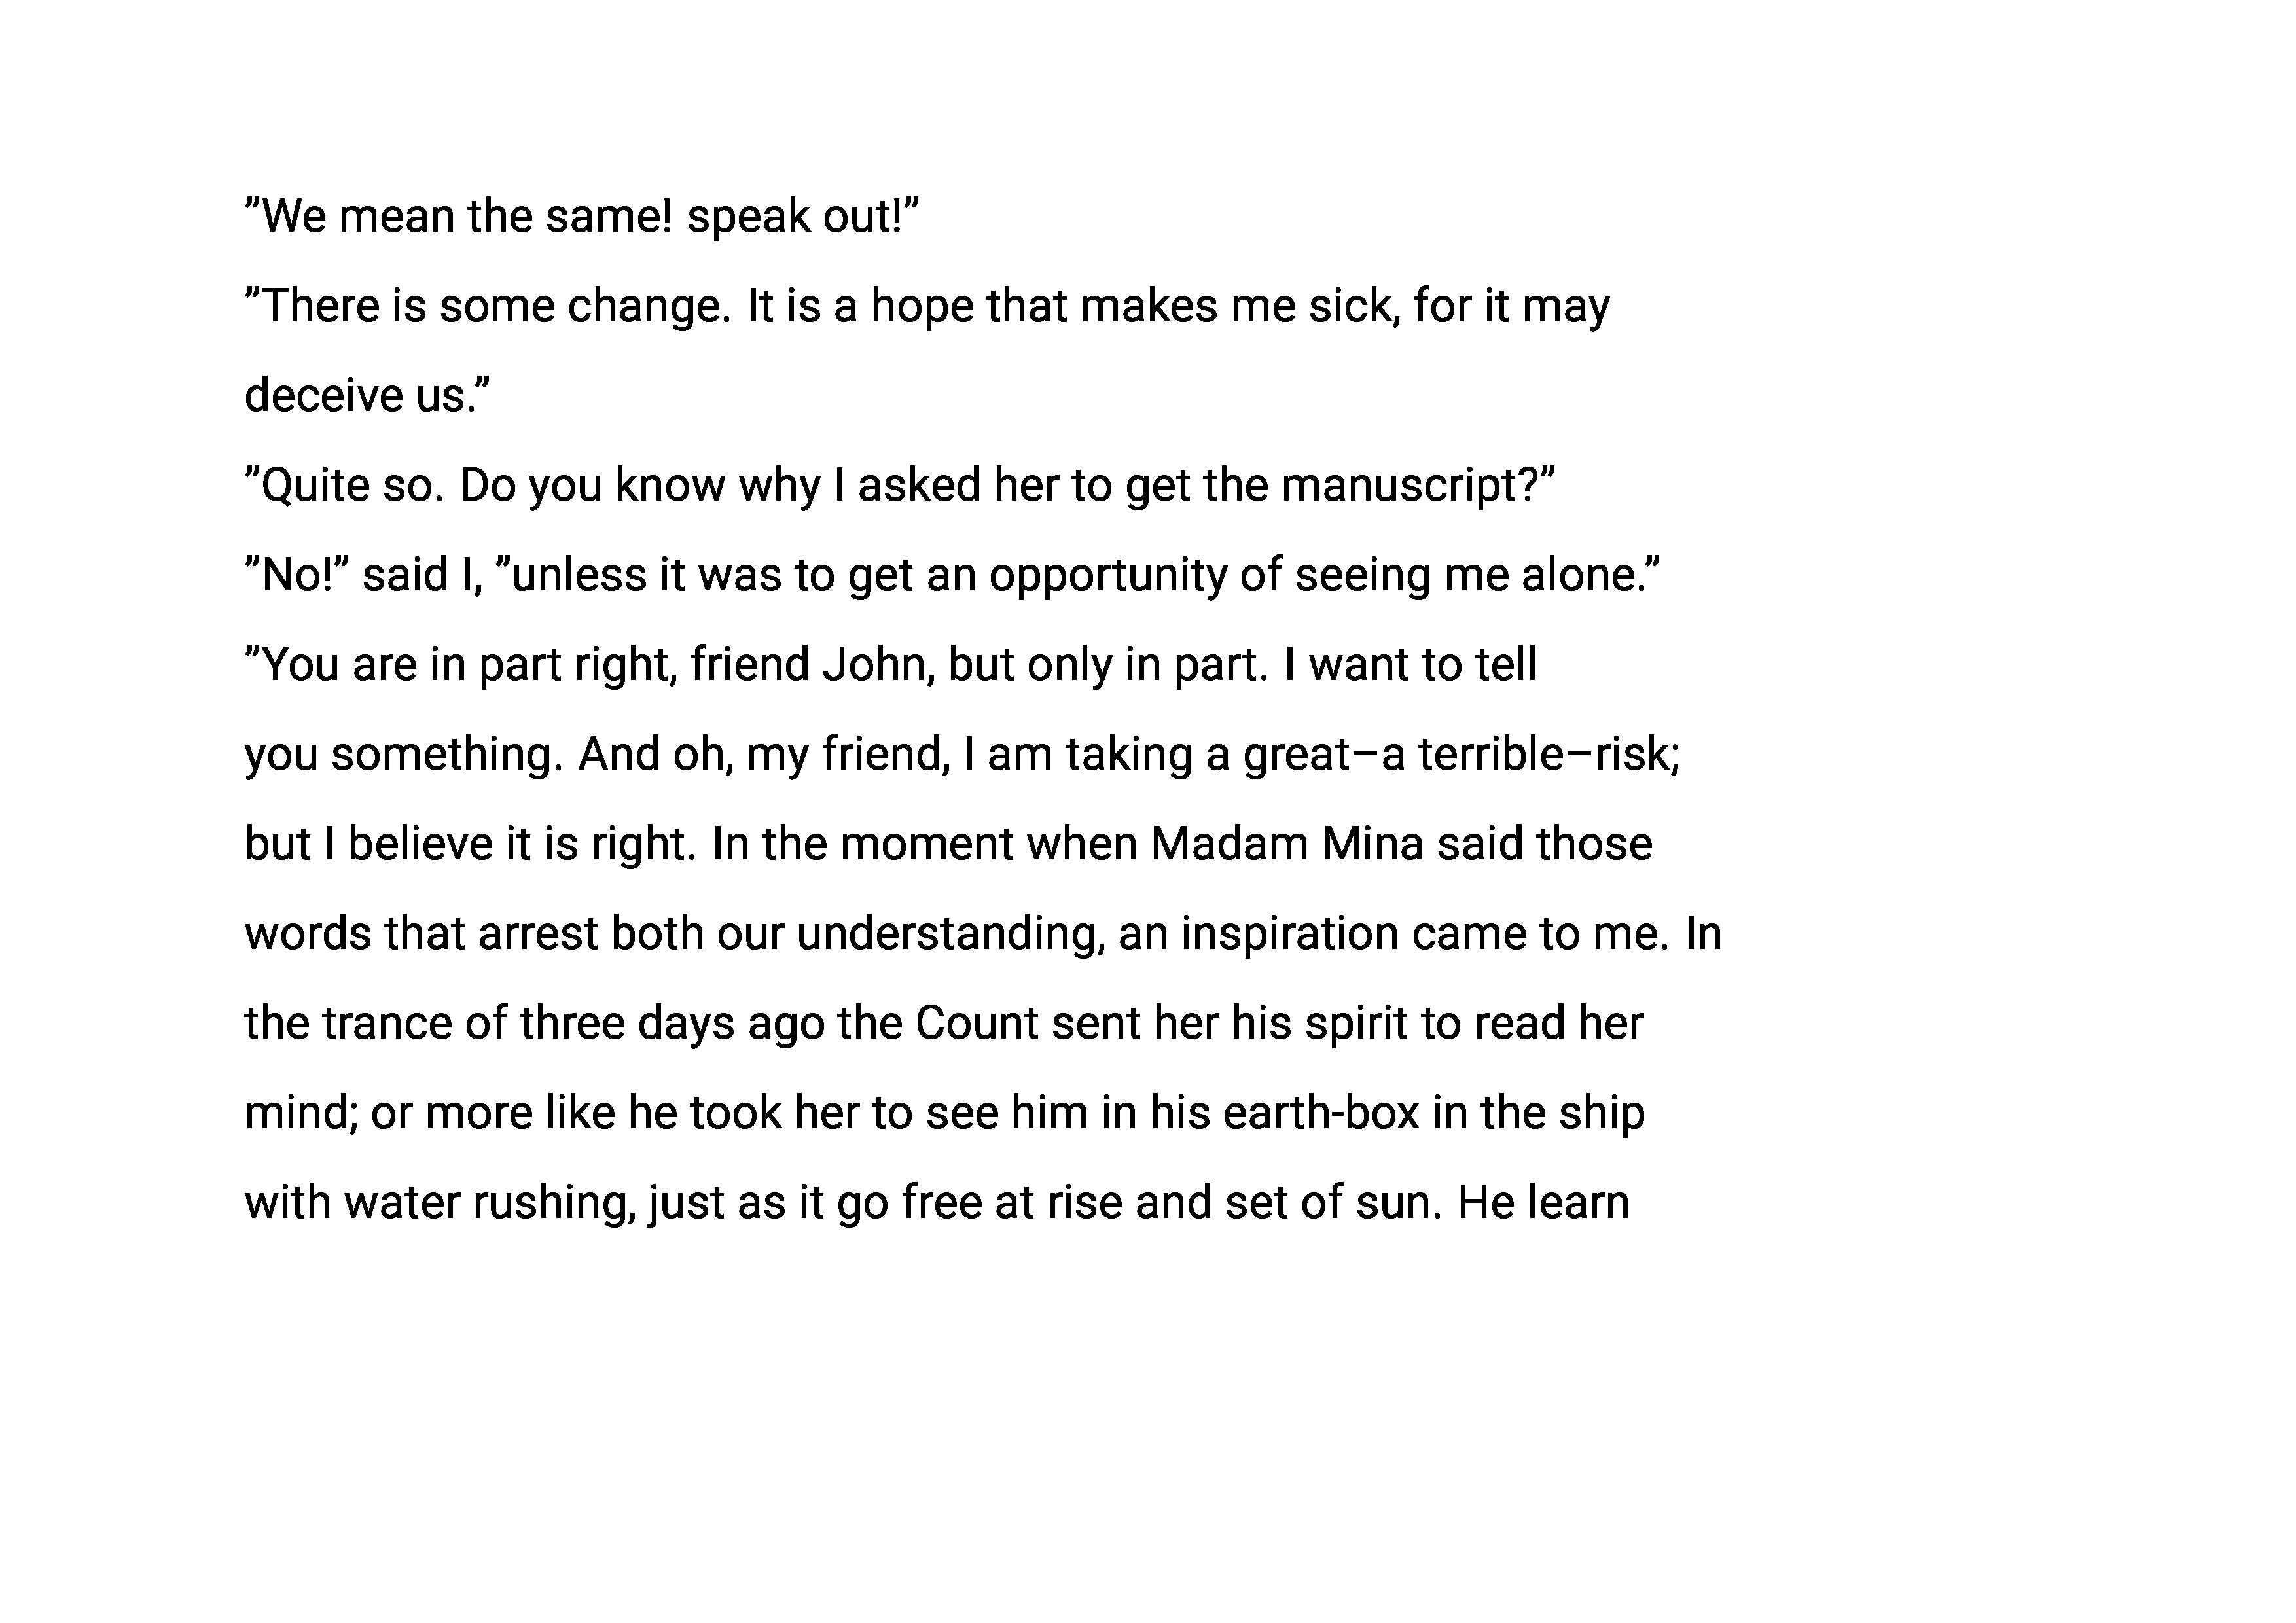 ”We mean the same! speak out!”
”There is some change. It is a hope that makes me sick, for it may
deceive us.”
”Quite so. Do you know why I asked her to get the manuscript?”
”No!” said I, ”unless it was to get an opportunity of seeing me alone.”
”You are in part right, friend John, but only in part. I want to tell
you something. And oh, my friend, I am taking a great–a terrible–risk;
but I believe it is right. In the moment when Madam Mina said those
words that arrest both our understanding, an inspiration came to me. In
the trance of three days ago the Count sent her his spirit to read her
mind; or more like he took her to see him in his earth-box in the ship
with water rushing, just as it go free at rise and set of sun. He learn